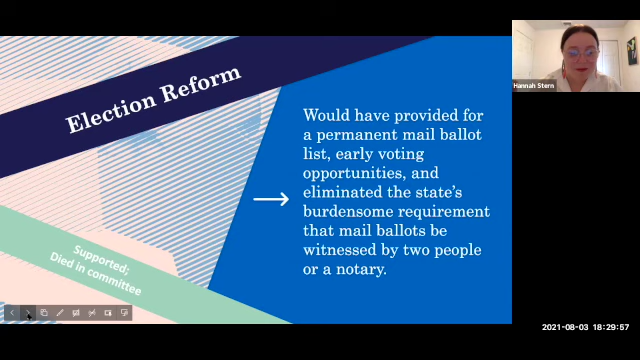 Election Reform
Would have provided for
a permanent mail ballot
list, early voting
opportunities, and
eliminated the state's
burdensome requirement
that mail ballots be
witnessed by two people
or a notary.
Supported;
Died in committee
Hannah Stern
2021-08-03 18:29:57